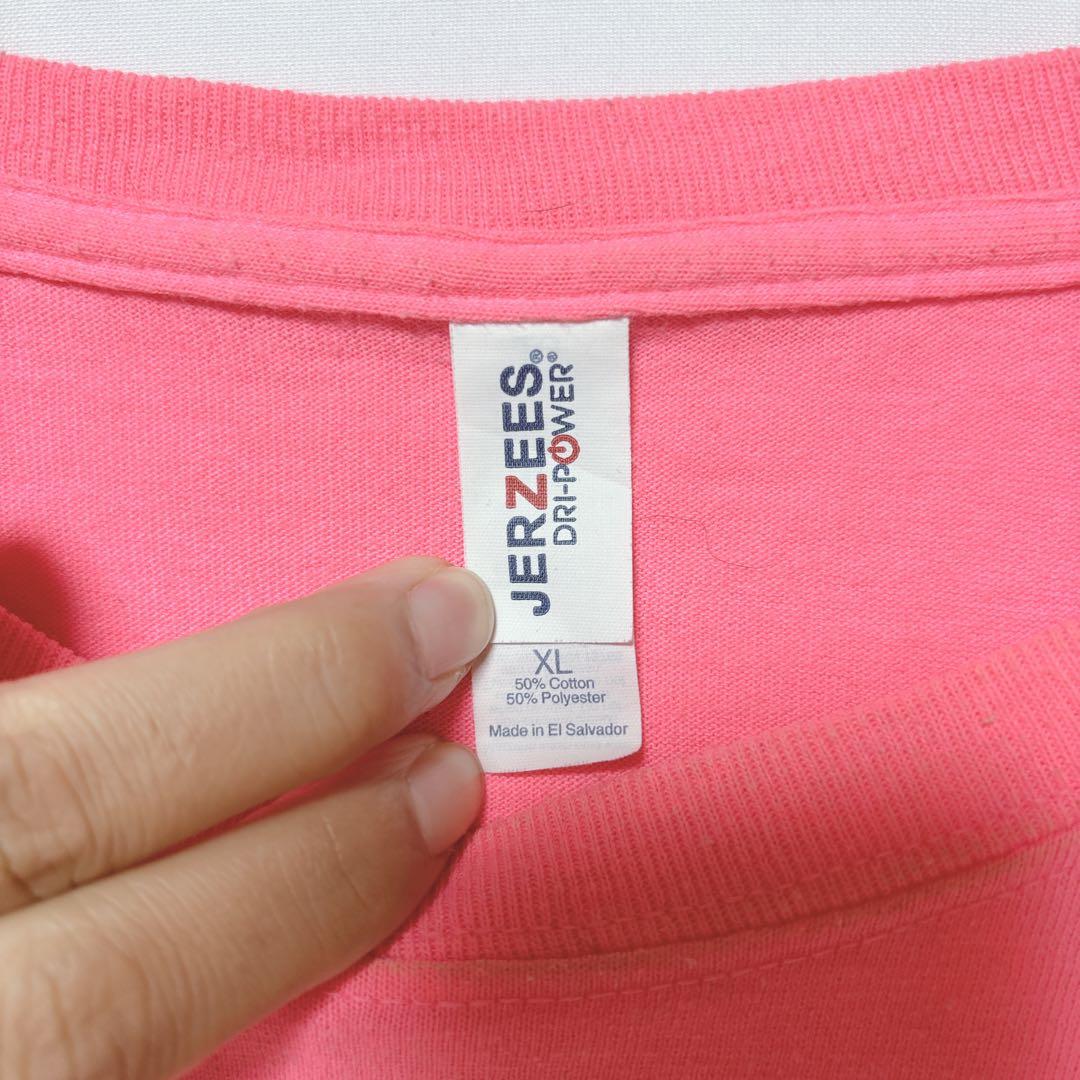 JERZEES®
DRI-POWER®
XL
50% Cotton
50% Polyester
Made in El Salvador